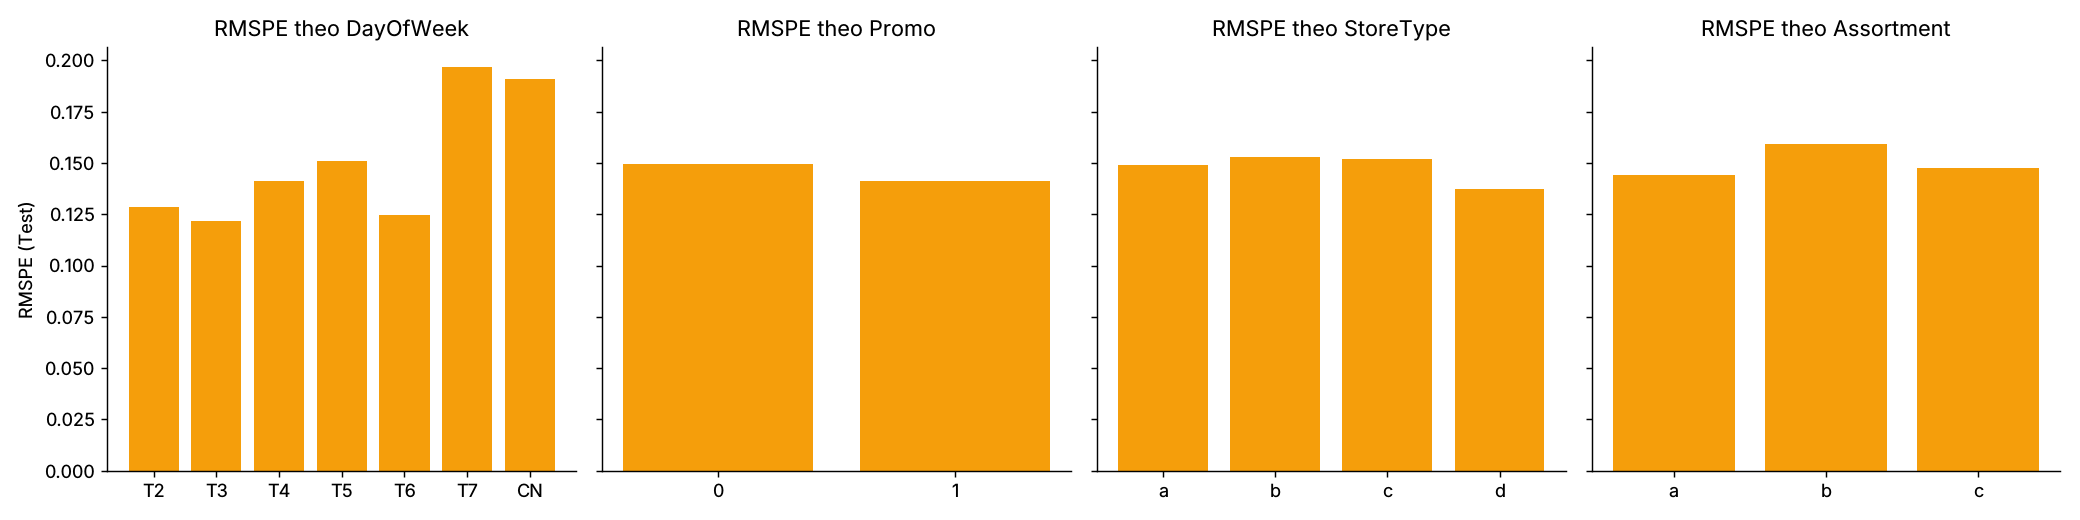 RMSPE theo DayOfWeek
RMSPE theo Promo
RMSPE theo StoreType
RMSPE theo Assortment
RMSPE (Test)
0.200
0.175
0.150
0.125
0.100
0.075
0.050
0.025
0.000
T2 T3 T4 T5 T6 T7 CN
0 1
a b c d
a b c